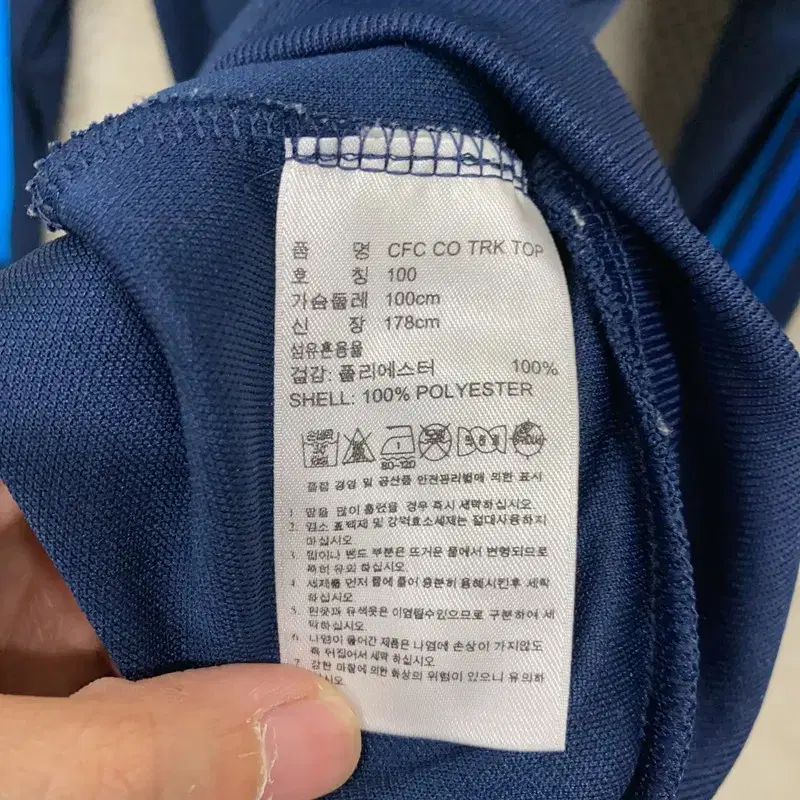 품 명 CFC CO TRK TOP
호 칭 100
가슴둘레 100cm
신 장 178cm
섬유혼용율
겉감: 폴리에스터 100%
SHELL: 100% POLYESTER
1
80-120
품질 경영 및 공산품 안전관리법에 의한 표시
1 땀을 많이 흘렸을 경우 즉시 세탁하십시오
2. 염소 표백제 및 강력효소세제는 절대사용하지
마십시오
3. 밑이나 밴드 부분은 뜨거운 물에서 변형되므로
특히 유의 하십시오
4. 세제를 먼저 물에 풀어 충분히 용해시킨후 세탁
하십시오
5. 흰옷과 유색옷은 이염될수있으므로 구분하여 세
탁하십시오
6. 나염이 들어간 제품은 나염에 손상이 가지않도
록 뒤집어서 세탁 하십시오
7. 강한 마찰에 의한 화상의 위험이 있으니 유의하